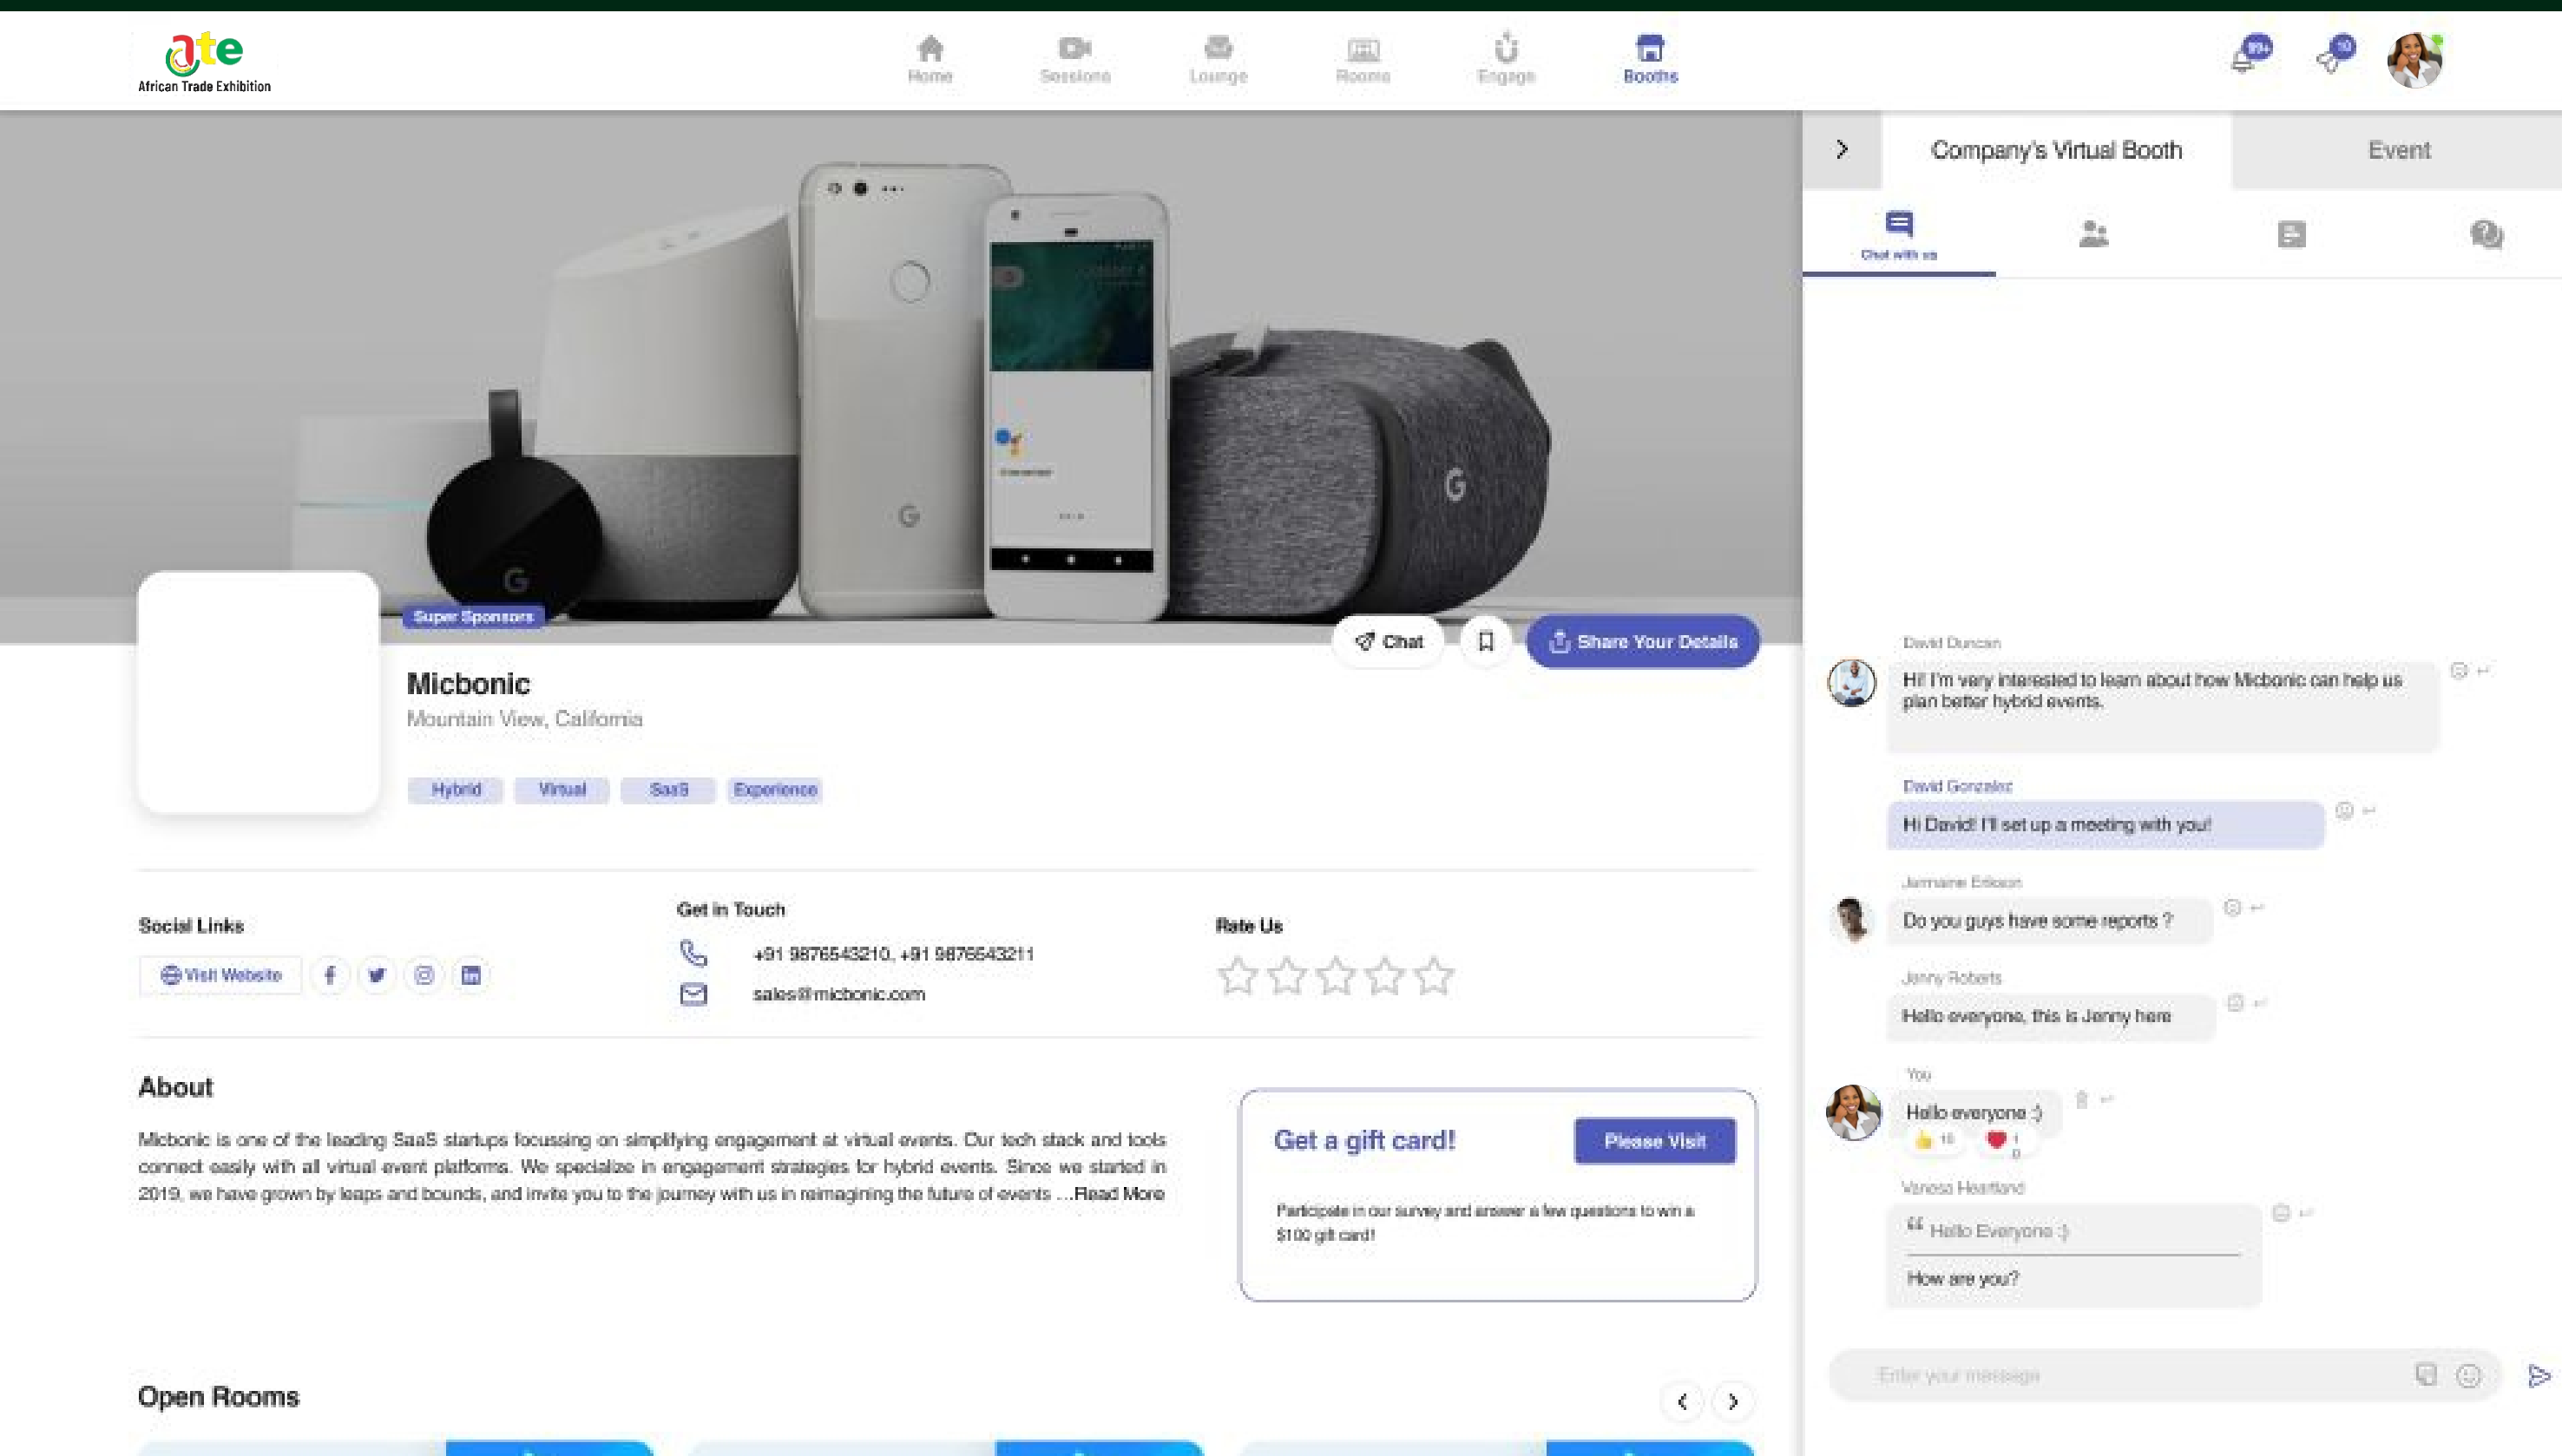 ate
African Trade Exhibition
Home
Sessions
Lounge
Rooms
Engage
Booths
99+
10
Company's Virtual Booth
Event
Chat with us
G
G
G
Super Sponsors
Chat
Share Your Details
Micbonic
Mountain View, California
Hybrid
Virtual
SaaS
Experience
Social Links
Visit Website
Get in Touch
+91 9876543210, +91 9876543211
sales@micbonic.com
Rate Us
About
Micbonic is one of the leading SaaS startups focussing on simplifying engagement at virtual events. Our tech stack and tools
connect easily with all virtual event platforms. We specialize in engagement strategies for hybrid events. Since we started in
2019, we have grown by leaps and bounds, and invite you to the journey with us in reimagining the future of events ...Read More
Get a gift card!
Please Visit
Participate in our survey and answer a few questions to win a
$100 gift card!
Open Rooms
David Duncan
Hi! I'm very interested to learn about how Micbonic can help us
plan better hybrid events.
David Gonzalez
Hi David! I'll set up a meeting with you!
Jermaine Erikson
Do you guys have some reports ?
Jenny Roberts
Hello everyone, this is Jenny here
You
Hello everyone :)
10
1
0
Vanesa Heartland
“ Hello Everyone :)
How are you?
Enter your message